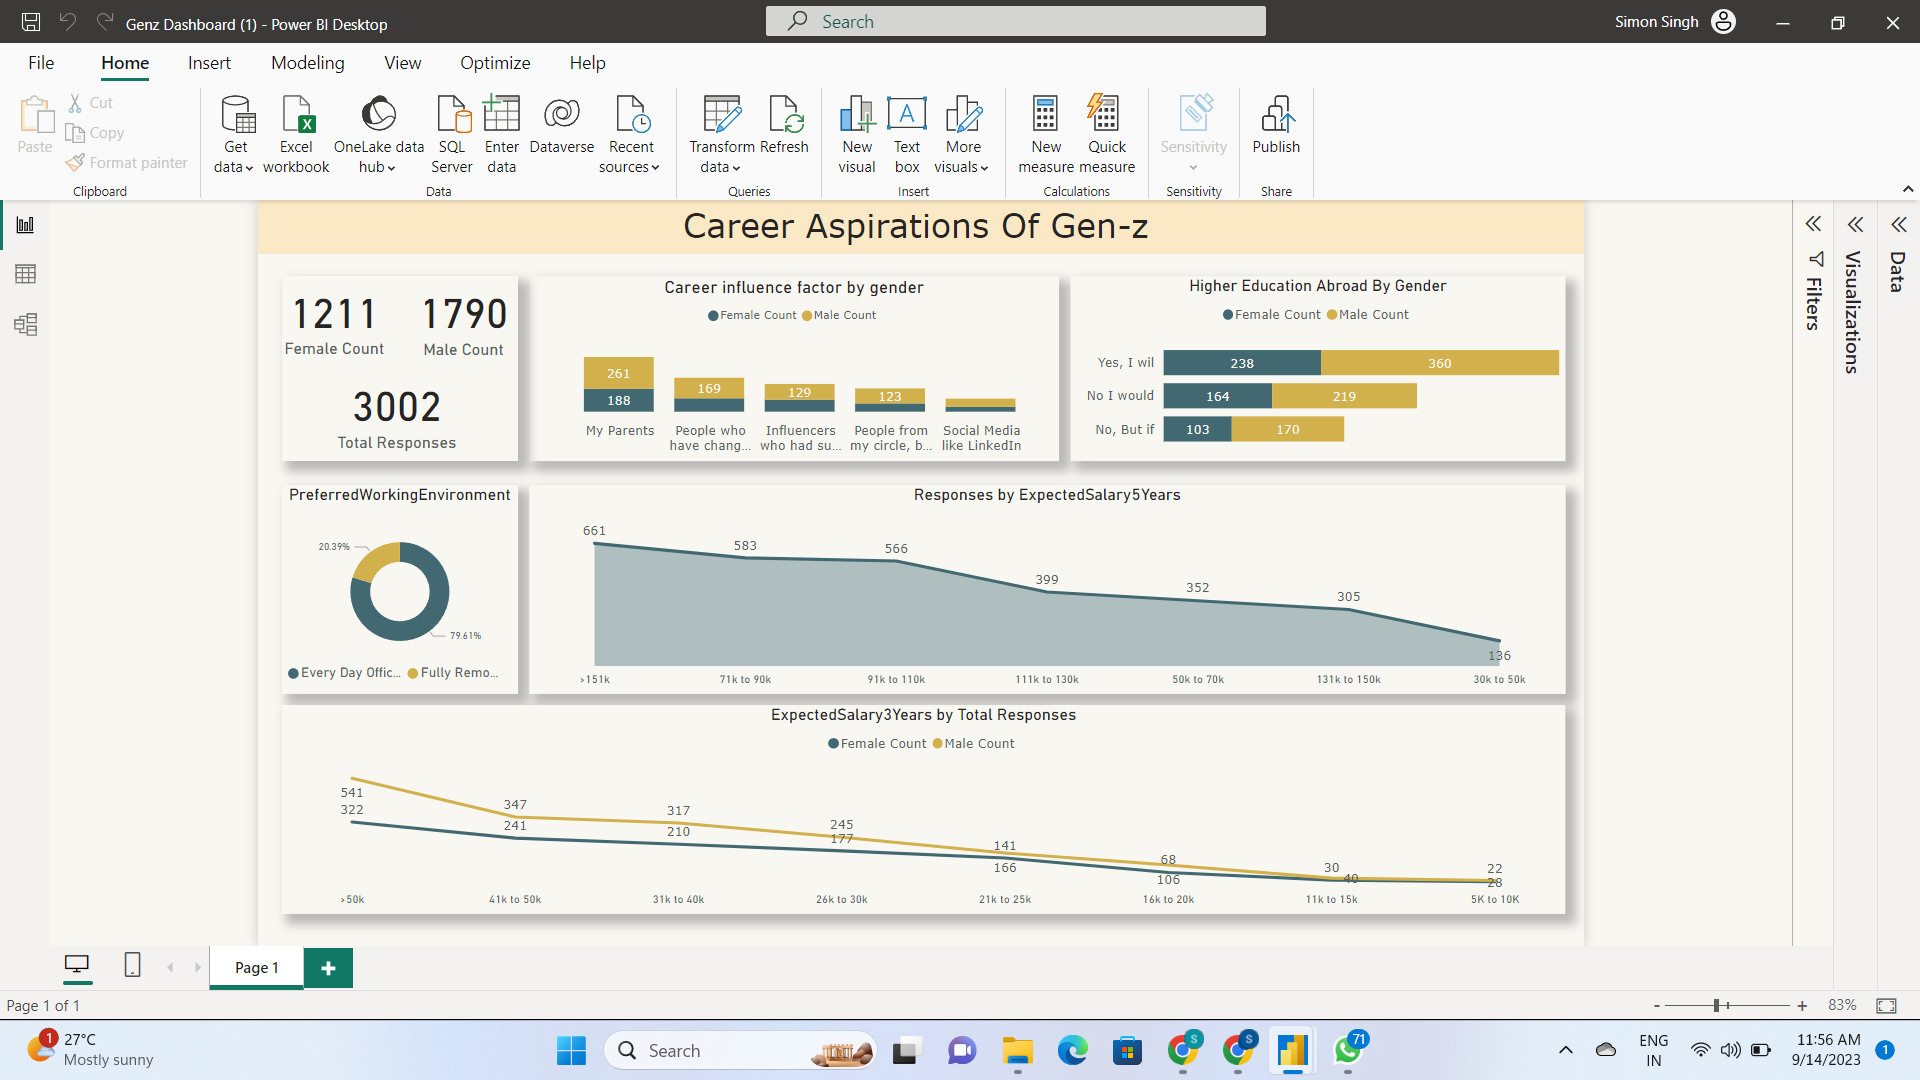 Genz Dashboard (1) - Power BI Desktop
Search
Simon Singh
File Home Insert Modeling View Optimize Help
Paste
Cut
Copy
Format painter
Clipboard
Get data
Excel workbook
OneLake data hub
SQL Server
Enter data
Dataverse
Recent sources
Data
Transform data
Refresh
Queries
New visual
Text box
More visuals
Insert
New measure
Quick measure
Calculations
Sensitivity
Sensitivity
Publish
Share
Career Aspirations Of Gen-z
Filters
Visualizations
Data
1211
Female Count
1790
Male Count
3002
Total Responses
Career influence factor by gender
Female Count Male Count
261
188
169
129
123
My Parents
People who have chang...
Influencers who had su...
People from my circle, b...
Social Media like LinkedIn
Higher Education Abroad By Gender
Female Count Male Count
Yes, I wil 238 360
No I would 164 219
No, But if 103 170
PreferredWorkingEnvironment
20.39%
79.61%
Every Day Offic... Fully Remo...
Responses by ExpectedSalary5Years
661 583 566 399 352 305 136
>151k 71k to 90k 91k to 110k 111k to 130k 50k to 70k 131k to 150k 30k to 50k
ExpectedSalary3Years by Total Responses
Female Count Male Count
541 347 317 245 141 68 30 22
322 241 210 177 166 106 40 28
>50k 41k to 50k 31k to 40k 26k to 30k 21k to 25k 16k to 20k 11k to 15k 5K to 10K
Page 1
Page 1 of 1
- + 83%
1
27°C
Mostly sunny
Search
S
S
71
ENG
IN
11:56 AM
9/14/2023
1